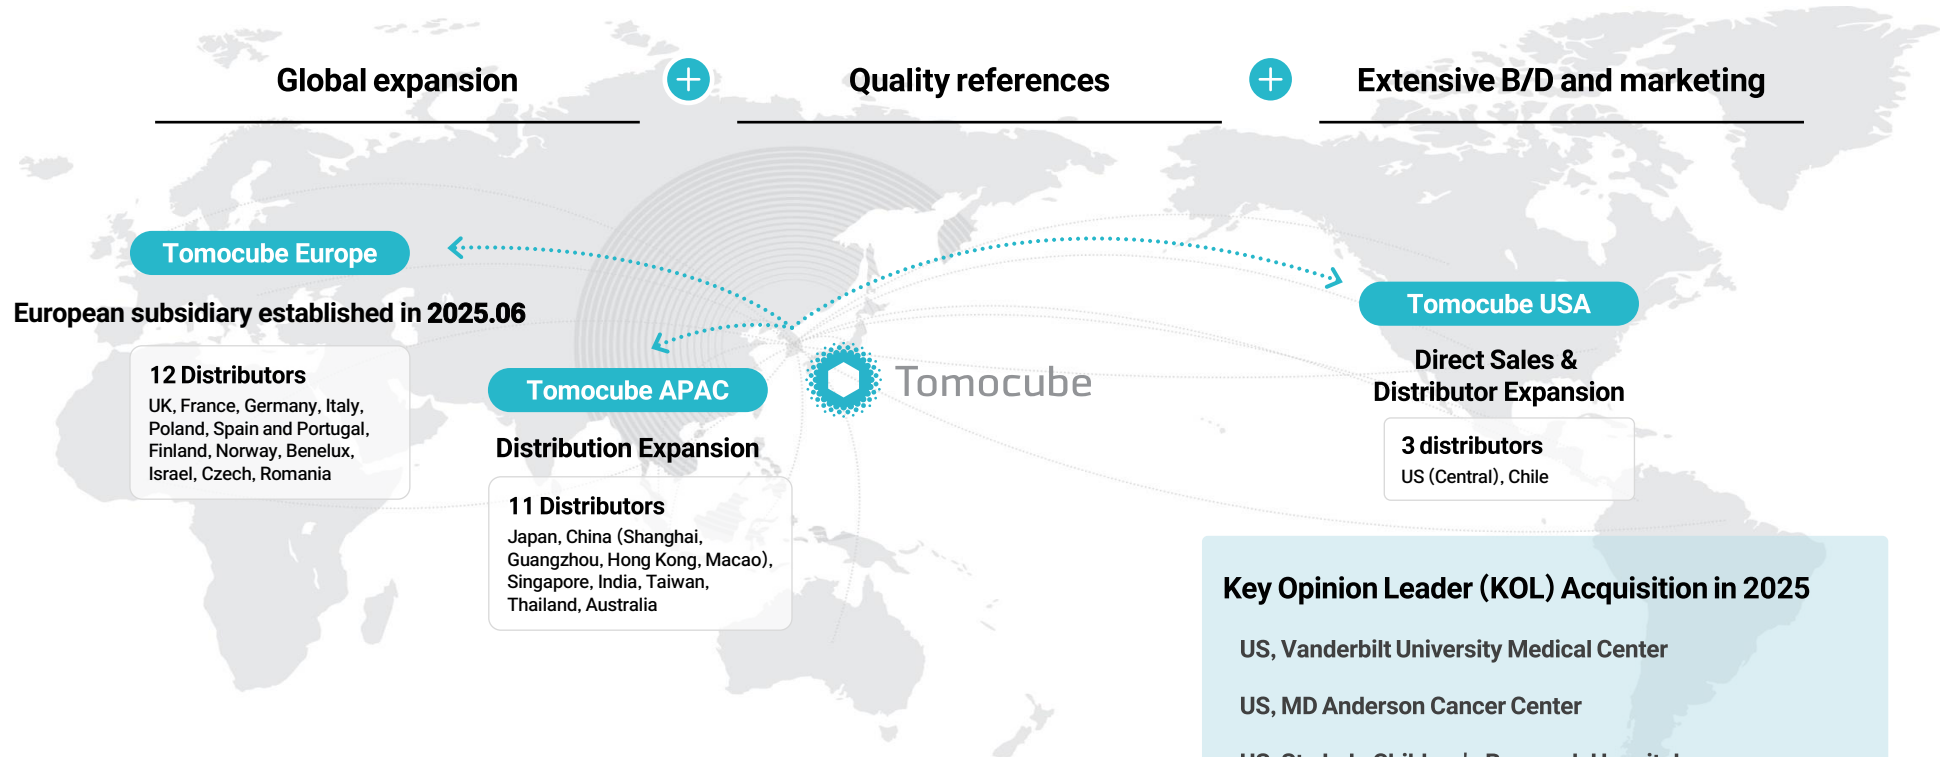 Global expansion
Quality references
Extensive B/D and marketing
Tomocube Europe
European subsidiary established in 2025.06
12 Distributors
UK, France, Germany, Italy,
Poland, Spain and Portugal,
Finland, Norway, Benelux,
Israel, Czech, Romania
Tomocube APAC
Distribution Expansion
11 Distributors
Japan, China (Shanghai,
Guangzhou, Hong Kong, Macao),
Singapore, India, Taiwan,
Thailand, Australia
Tomocube
Tomocube USA
Direct Sales &
Distributor Expansion
3 distributors
US (Central), Chile
Key Opinion Leader (KOL) Acquisition in 2025
US, Vanderbilt University Medical Center
US, MD Anderson Cancer Center